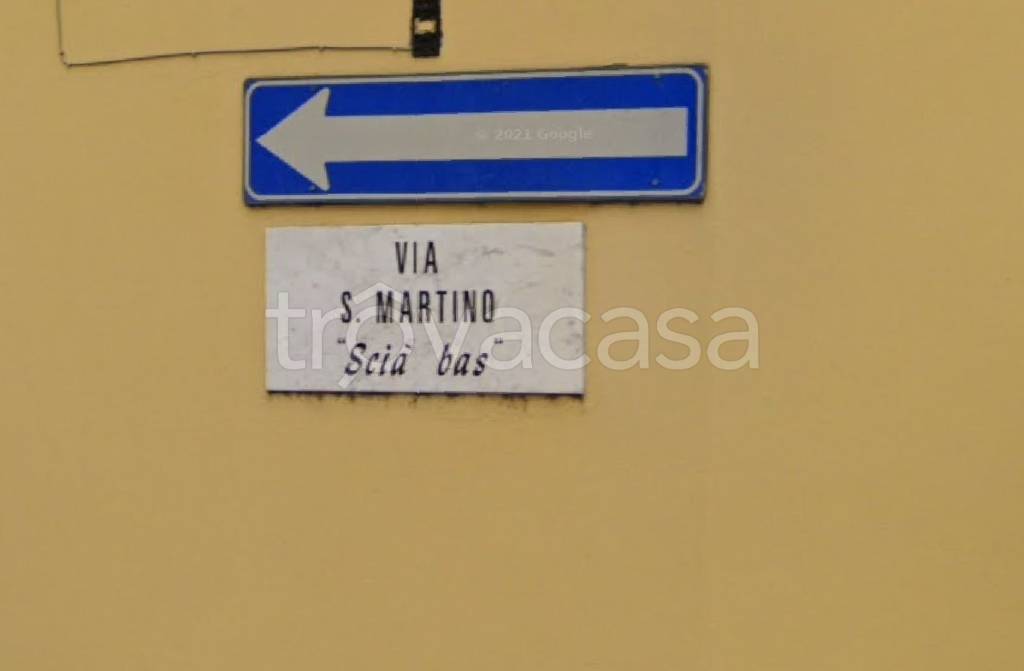 © 2021 Google
VIA
S. MARTINO
"Scià bas"
trovacasa